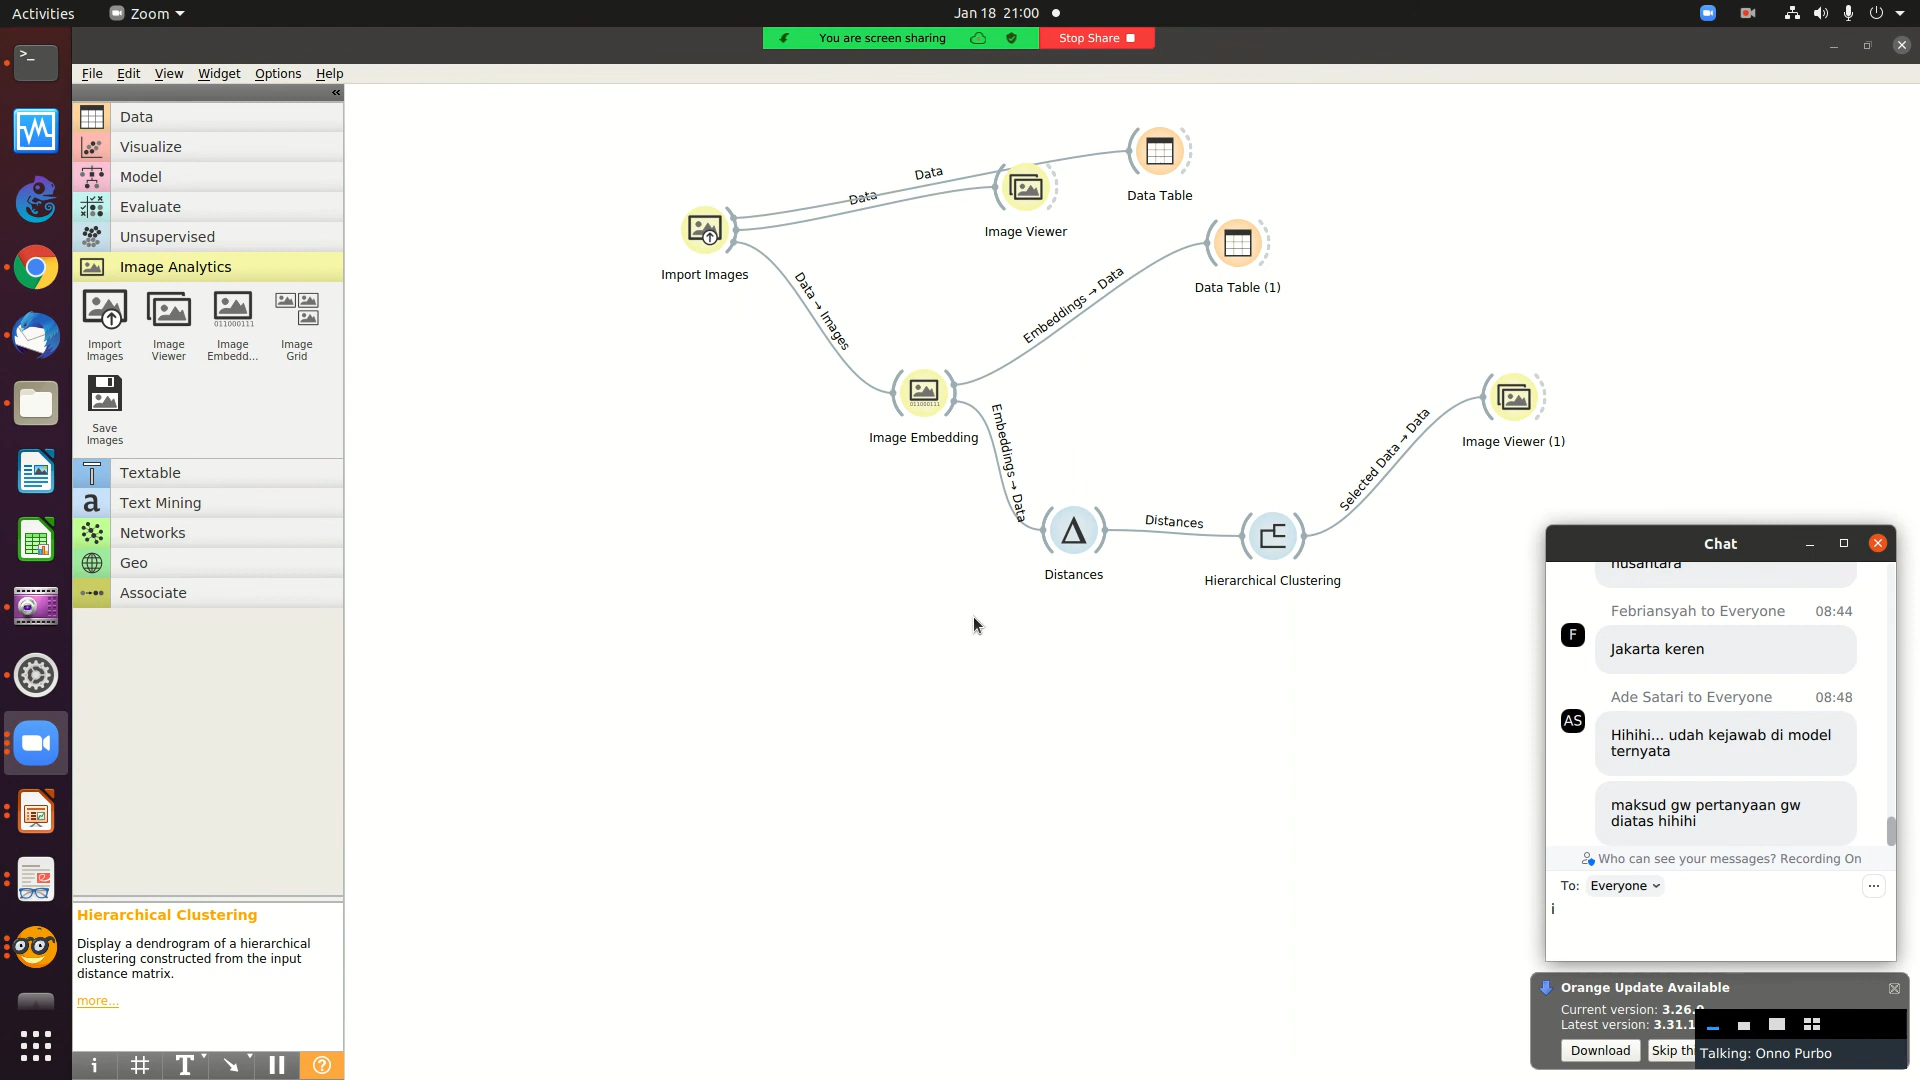 Activities
Zoom
Jan 18 21:00
You are screen sharing
Stop Share
File Edit View Widget Options Help
Data
Visualize
Model
Evaluate
Unsupervised
Image Analytics
Import Images
Image Viewer
Image Embedd...
Image Grid
Save Images
Textable
Text Mining
Networks
Geo
Associate
Hierarchical Clustering
Display a dendrogram of a hierarchical
clustering constructed from the input
distance matrix.
more...
Data
Data
Data Table
Image Viewer
Import Images
Data → Images
Embeddings → Data
Data Table (1)
Image Embedding
Embeddings → Data
Distances
Distances
Hierarchical Clustering
Selected Data → Data
Image Viewer (1)
Chat
nusantara
Febriansyah to Everyone 08:44
F
Jakarta keren
Ade Satari to Everyone 08:48
AS
Hihihi... udah kejawab di model
ternyata
maksud gw pertanyaan gw
diatas hihihi
Who can see your messages? Recording On
To: Everyone
i
Orange Update Available
Current version: 3.26.0
Latest version: 3.31.1
Download
Skip thi
Talking: Onno Purbo